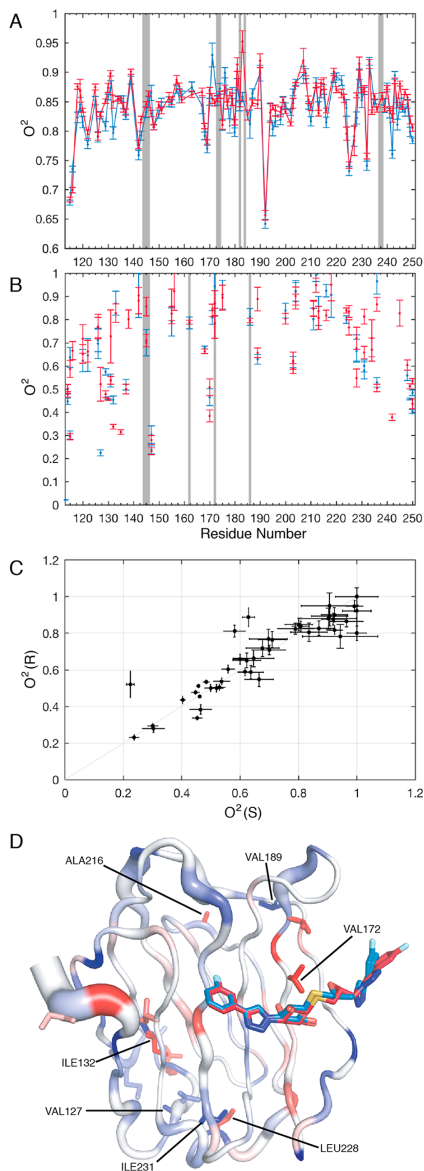 A
1
0.95
0.9
0.85
0.8
0.75
0.7
0.65
0.6
O²
120 130 140 150 160 170 180 190 200 210 220 230 240 250
B
1
0.9
0.8
0.7
0.6
0.5
0.4
0.3
0.2
0.1
0
O²
120 130 140 150 160 170 180 190 200 210 220 230 240 250
Residue Number
C
1.2
1
0.8
0.6
0.4
0.2
0
O²(R)
0 0.2 0.4 0.6 0.8 1 1.2
O²(S)
D
ALA216
VAL189
VAL172
ILE132
VAL127
ILE231
LEU228